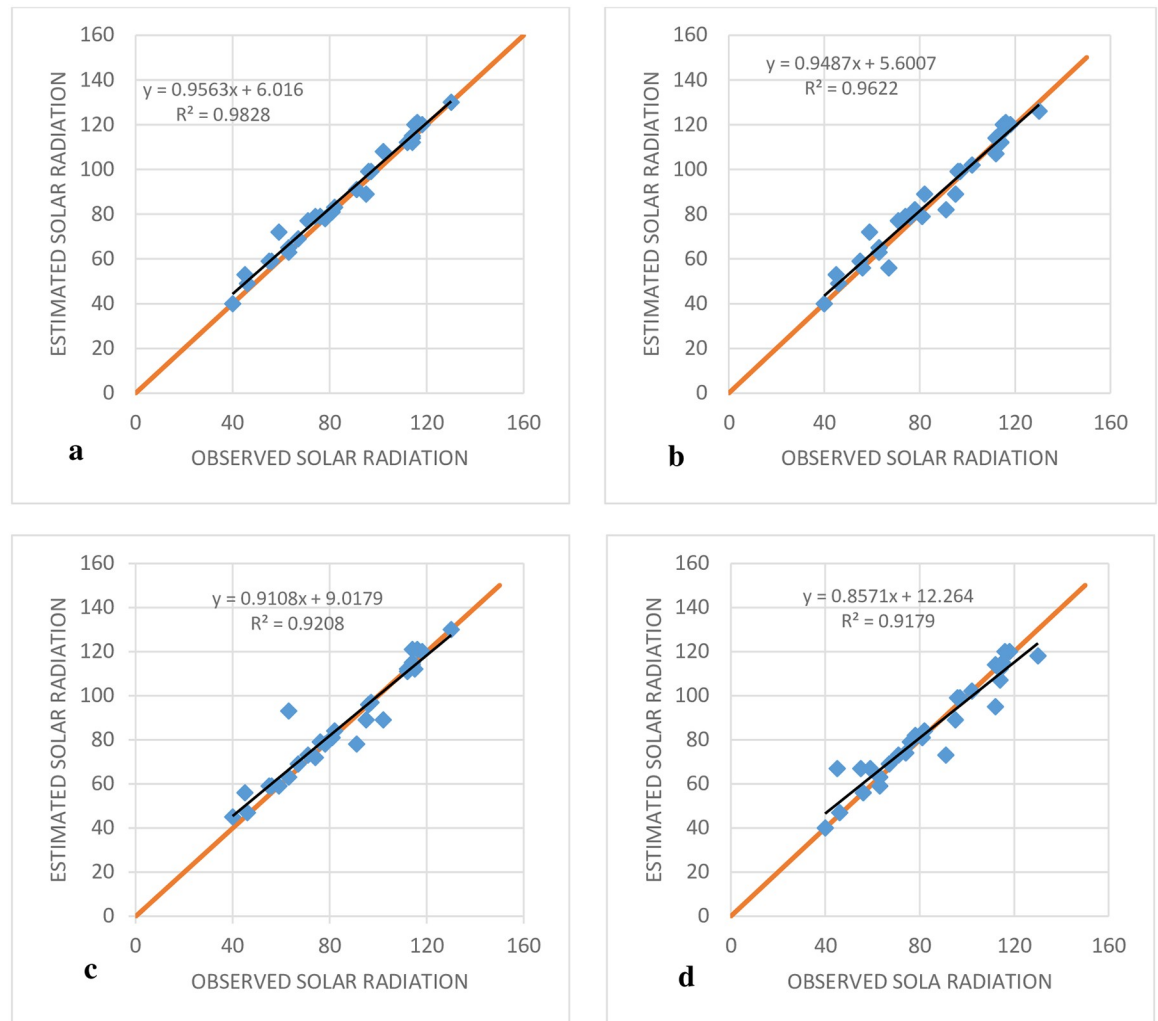 160
140
120
100
80
60
40
20
0
ESTIMATED SOLAR RADIATION
y = 0.9563x + 6.016
R² = 0.9828
0 40 80 120 160
OBSERVED SOLAR RADIATION
a
160
140
120
100
80
60
40
20
0
ESTIMATED SOLAR RADIATION
y = 0.9487x + 5.6007
R² = 0.9622
0 40 80 120 160
OBSERVED SOLAR RADIATION
b
160
140
120
100
80
60
40
20
0
ESTIMATED SOLAR RADIATION
y = 0.9108x + 9.0179
R² = 0.9208
0 40 80 120 160
OBSERVED SOLAR RADIATION
c
160
140
120
100
80
60
40
20
0
ESTIMATED SOLAR RADIATION
y = 0.8571x + 12.264
R² = 0.9179
0 40 80 120 160
OBSERVED SOLA RADIATION
d